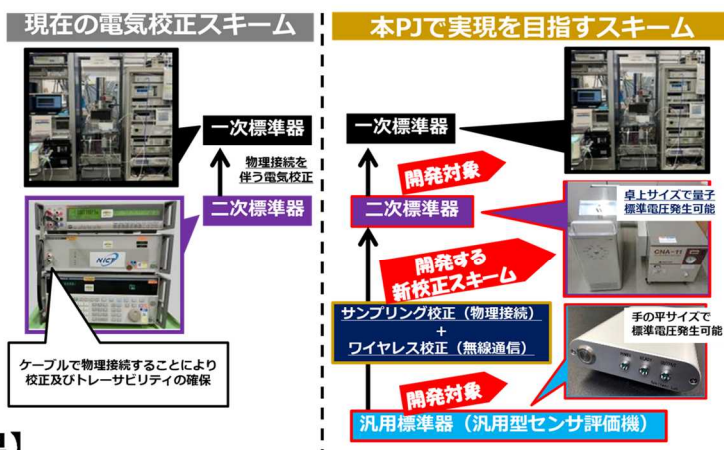 現在の電気校正スキーム
一次標準器
物理接続を
伴う電気校正
二次標準器
NICT
ケーブルで物理接続することにより
校正及びトレーサビリティの確保
本PJで実現を目指すスキーム
一次標準器
開発対象
二次標準器
卓上サイズで量子
標準電圧発生可能
CNA-11
開発する
新校正スキーム
サンプリング校正（物理接続）
+
ワイヤレス校正（無線通信）
手の平サイズで
標準電圧発生可能
開発対象
汎用標準器（汎用型センサ評価機）